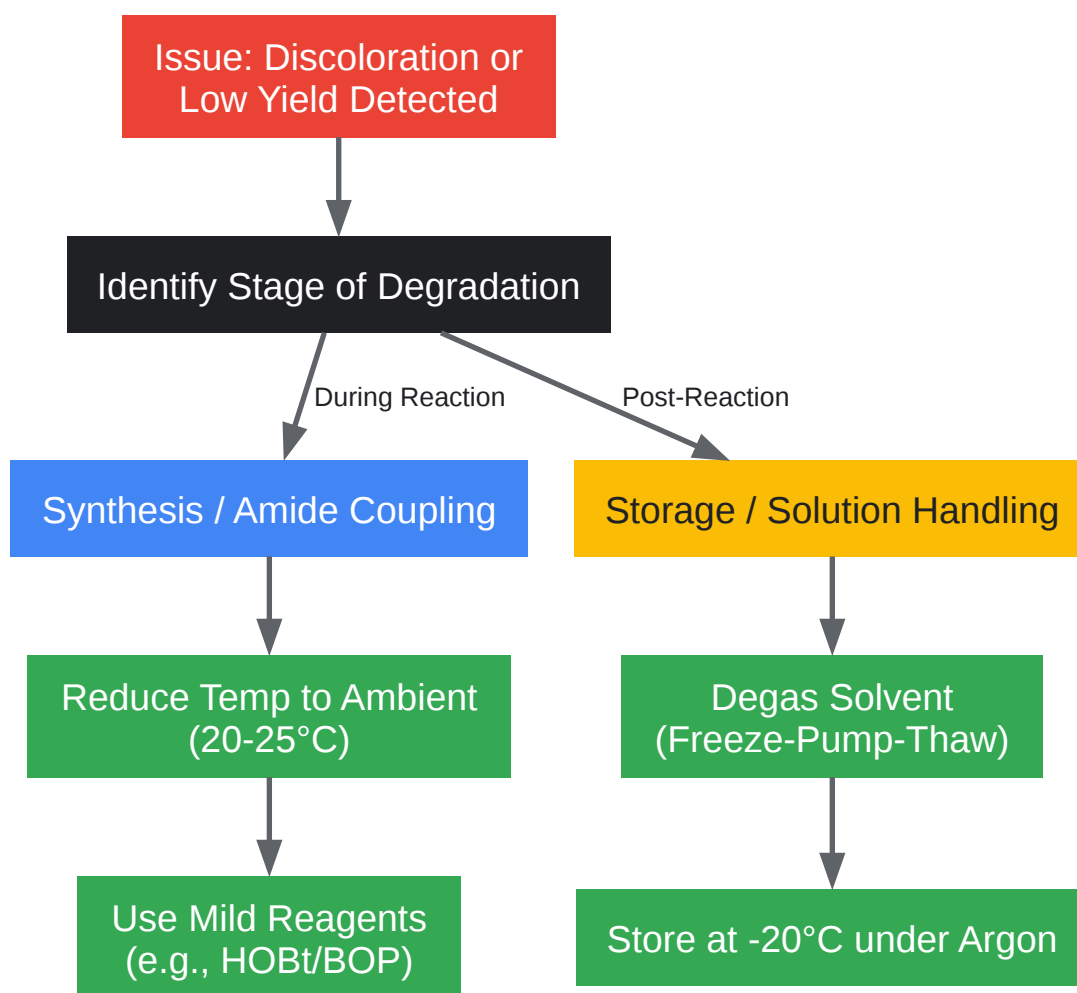 Issue: Discoloration or
Low Yield Detected
Identify Stage of Degradation
During Reaction
Post-Reaction
Synthesis / Amide Coupling
Storage / Solution Handling
Reduce Temp to Ambient
(20-25°C)
Degas Solvent
(Freeze-Pump-Thaw)
Use Mild Reagents
(e.g., HOBt/BOP)
Store at -20°C under Argon